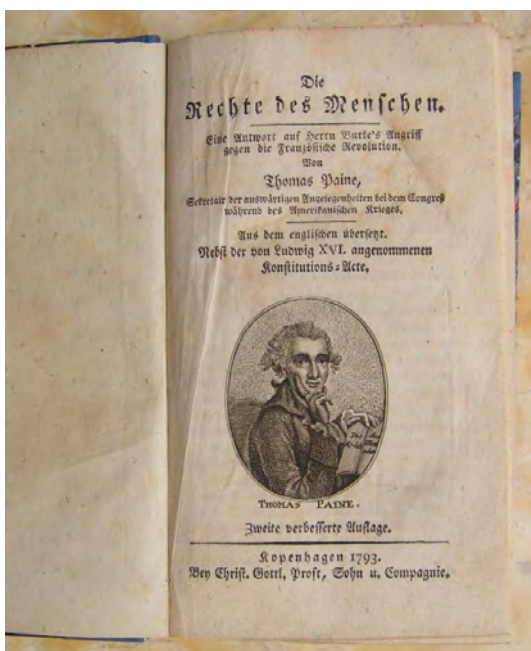 Die
Rechte des Menschen.
Eine Antwort auf Herrn Burke's Angriff
gegen die Französische Revolution.
Von
Thomas Paine,
Sekretair der auswärtigen Angelegenheiten bei dem Congreß
während des Amerikanischen Krieges.
Aus dem englischen übersetzt.
Nebst der von Ludwig XVI. angenommenen
Konstitutions-Acte.
THOMAS PAINE.
Zweite verbesserte Auflage.
Kopenhagen 1793.
Bey Christ. Gottl. Proft, Sohn u. Compagnie.